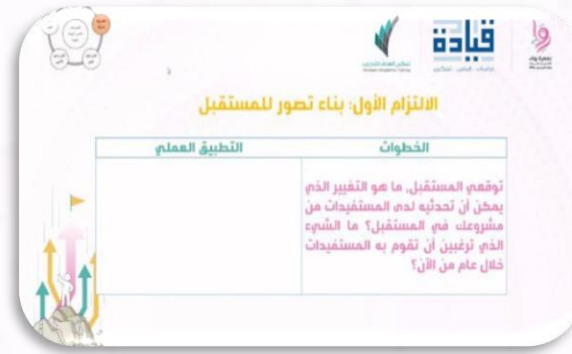 قيادة
الالتزام الأول: بناء تصور للمستقبل
الخطوات
التطبيق العملي
توقعي المستقبل، ما هو التغيير الذي
يمكن أن تحدثيه لدى المستفيدات من
مشروعك في المستقبل؟ ما الشيء
الذي ترغبين أن تقوم به المستفيدات
خلال عام من الآن؟